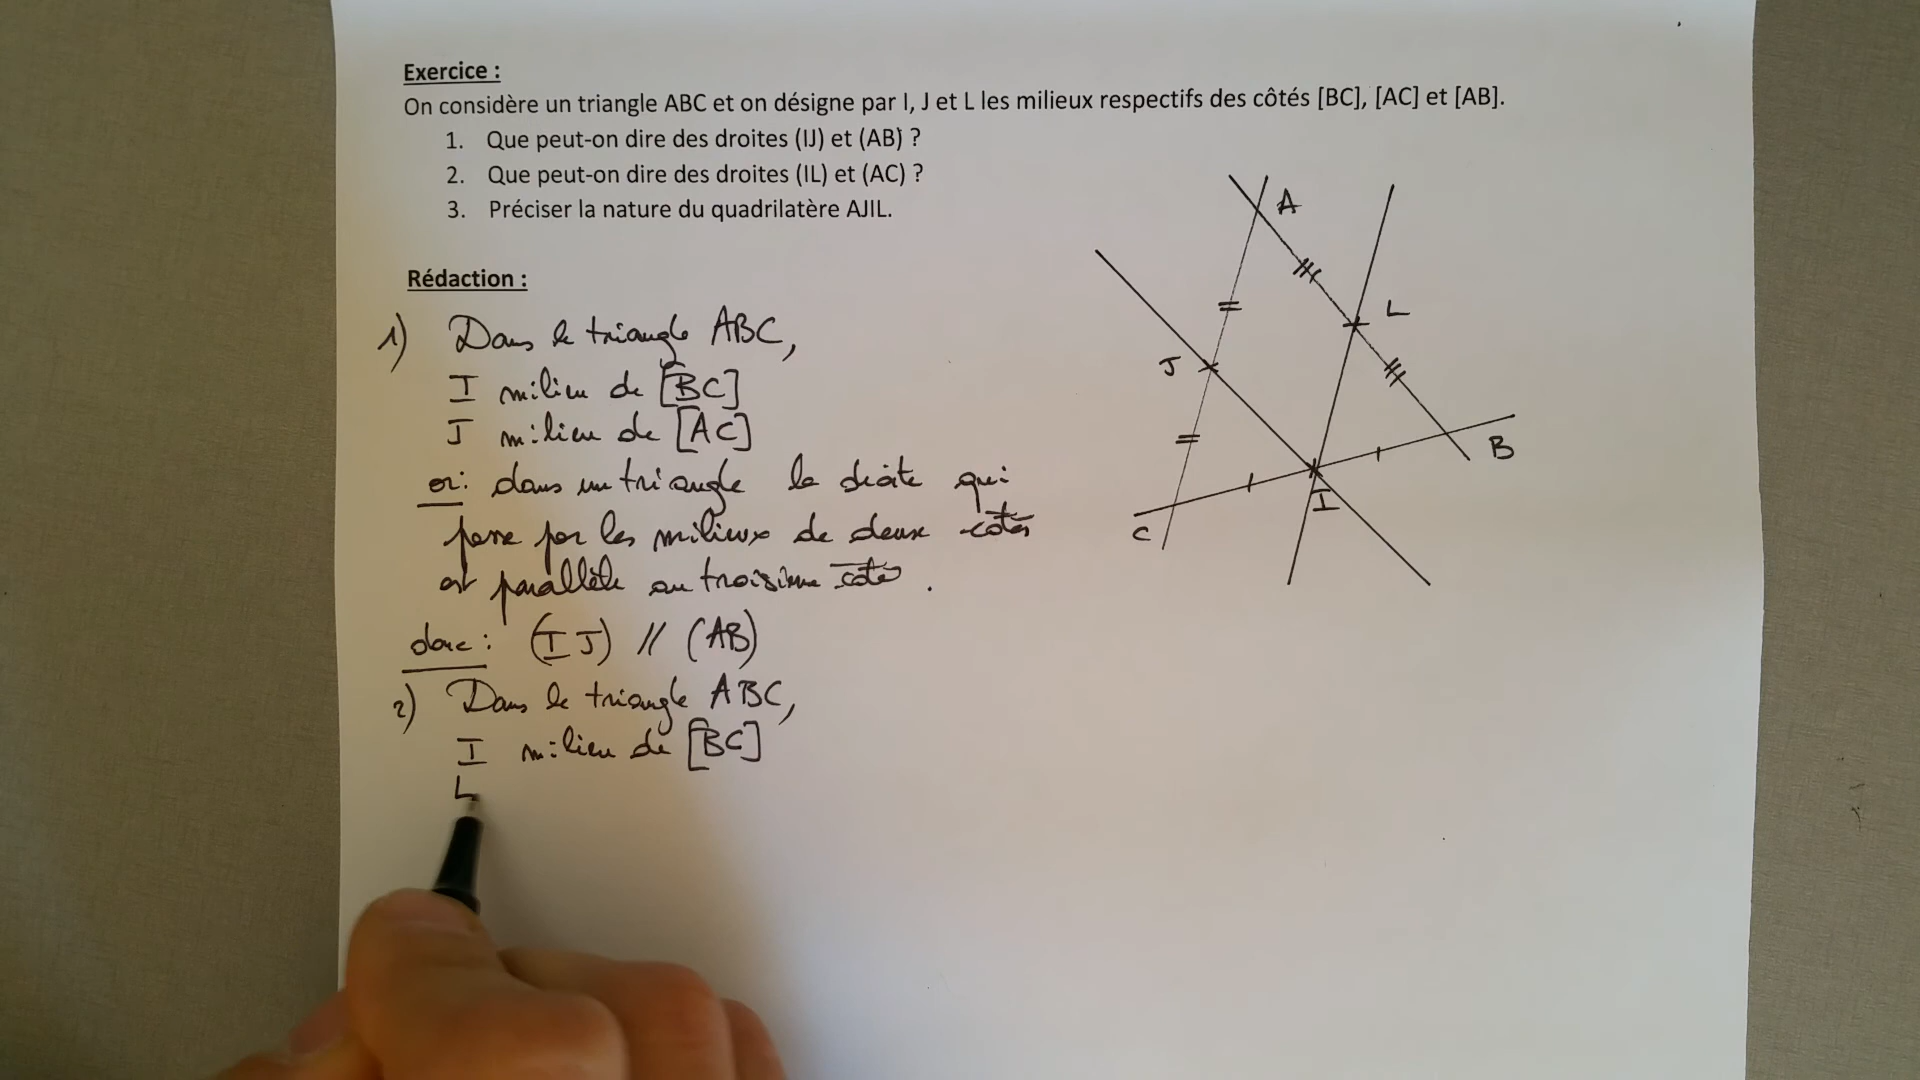 Exercice :
On considère un triangle ABC et on désigne par I, J et L les milieux respectifs des côtés [BC], [AC] et [AB].
1. Que peut-on dire des droites (IJ) et (AB) ?
2. Que peut-on dire des droites (IL) et (AC) ?
3. Préciser la nature du quadrilatère AJIL.
Rédaction :
1) Dans le triangle ABC,
I milieu de [BC]
J milieu de [AC]
or: dans un triangle la droite qui
passe par les milieux de deux côtés
est parallèle au troisième côté.
donc : (IJ) // (AB)
2) Dans le triangle ABC,
I milieu de [BC]
L
A
L
J
B
I
C